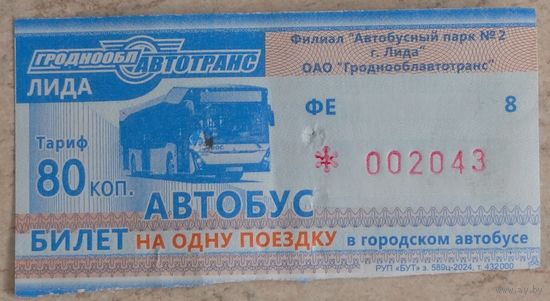 ГРОДНООБЛАВТОТРАНС
ЛИДА
Филиал "Автобусный парк №2
г. Лида"
ОАО "Гроднооблавтотранс"
ФЕ 8
Тариф
80 коп.
* 002043
АВТОБУС
БИЛЕТ НА ОДНУ ПОЕЗДКУ в городском автобусе
РУП «БУТ» з. 589ц-2024, т. 432000